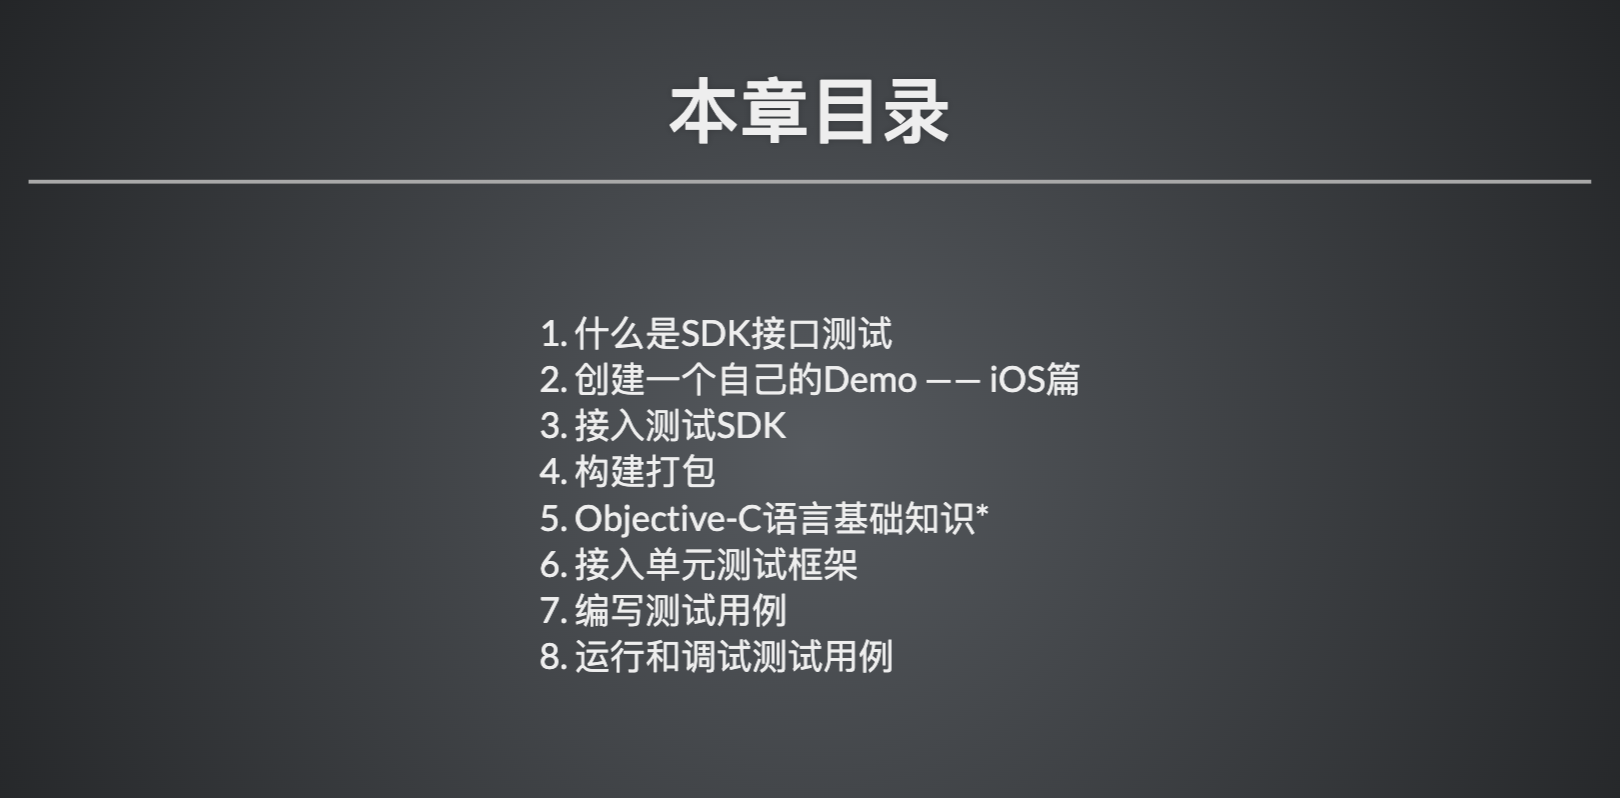 本章目录
1. 什么是SDK接口测试
2. 创建一个自己的Demo —— iOS篇
3. 接入测试SDK
4. 构建打包
5. Objective-C语言基础知识*
6. 接入单元测试框架
7. 编写测试用例
8. 运行和调试测试用例